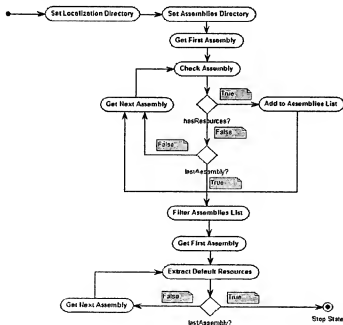 Set Localization Directory
Set Assemblies Directory
Get First Assembly
Check Assembly
True
Get Next Assembly
Add to Assemblies List
hasResources?
False
False
lastAssembly?
True
Filter Assemblies List
Get First Assembly
Extract Default Resources
False
True
Get Next Assembly
lastAssembly?
Stop State